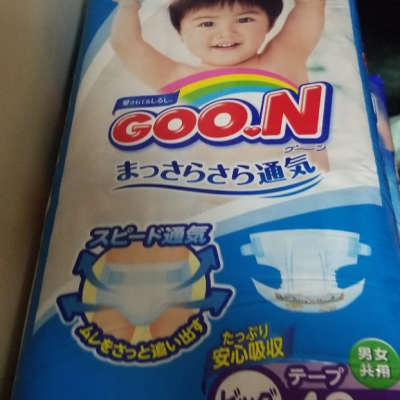 愛されてるしるし。
GOO.N
グ〜ン
まっさらさら通気
スピード通気
ムレをさっと追い出す
たっぷり
安心吸収
男女
共用
テープ